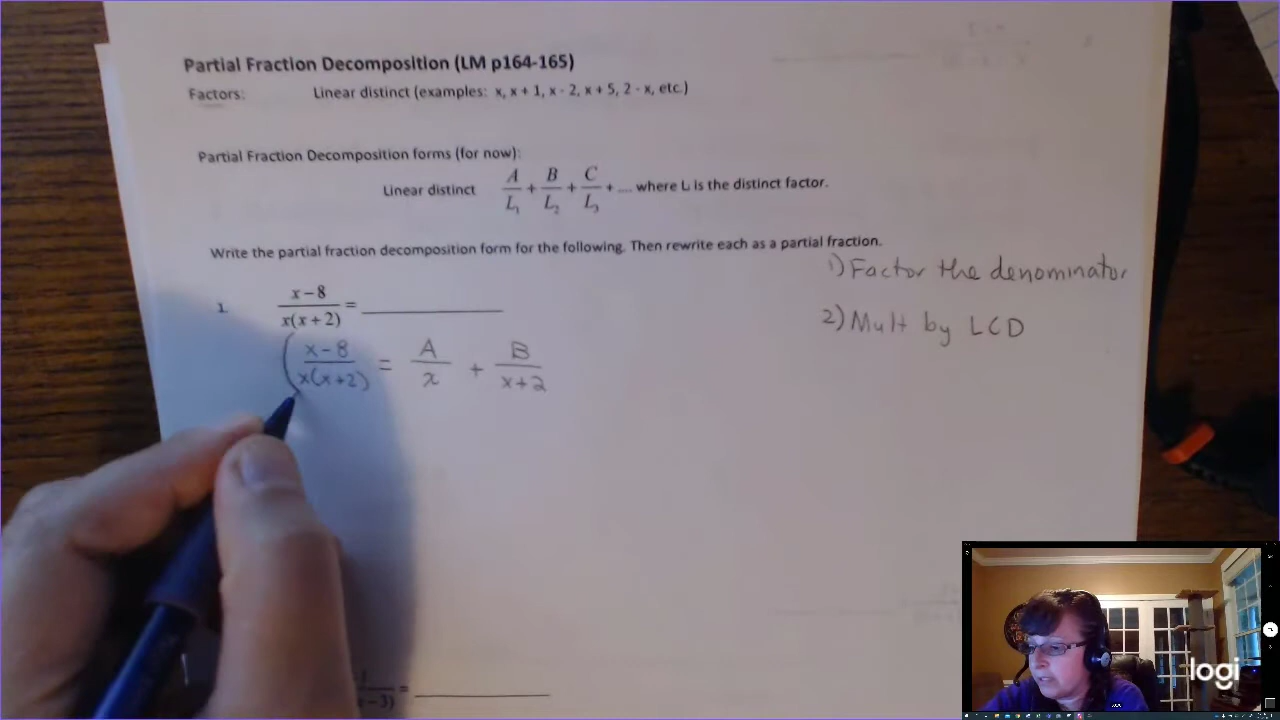 Partial Fraction Decomposition (LM p164-165)
Factors: Linear distinct (examples: x, x + 1, x - 2, x + 5, 2 - x, etc.)
Partial Fraction Decomposition forms (for now):
Linear distinct A/L₁ + B/L₂ + C/L₃ + .... where L is the distinct factor.
Write the partial fraction decomposition form for the following. Then rewrite each as a partial fraction.
1) Factor the denominator
1. x-8/x(x+2) = ____________
2) Mult by LCD
(x-8/x(x+2) = A/x + B/x+2
-3) = ____________
logi